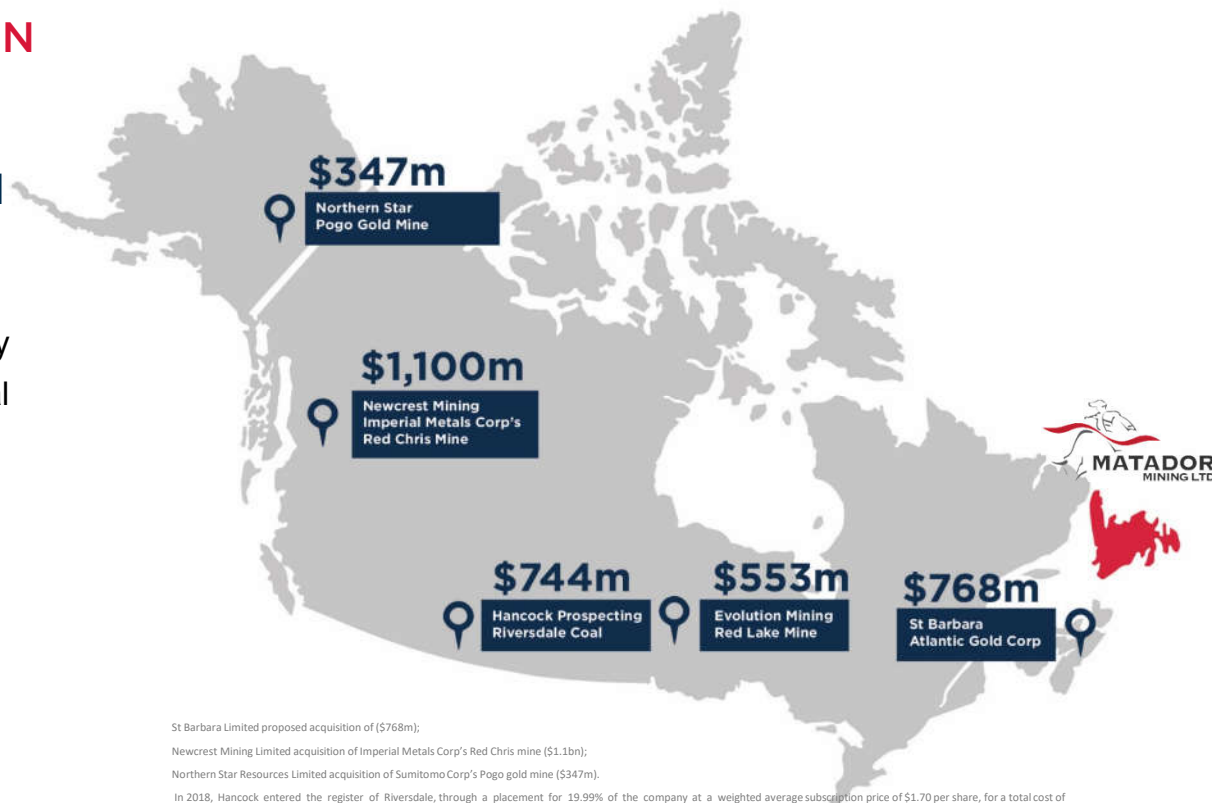 N
$347m
Northern Star
Pogo Gold Mine
$1,100m
Newcrest Mining
Imperial Metals Corp's
Red Chris Mine
MATADOR
MINING LTD
$744m
Hancock Prospecting
Riversdale Coal
$553m
Evolution Mining
Red Lake Mine
$768m
St Barbara
Atlantic Gold Corp
St Barbara Limited proposed acquisition of ($768m);
Newcrest Mining Limited acquisition of Imperial Metals Corp's Red Chris mine ($1.1bn);
Northern Star Resources Limited acquisition of Sumitomo Corp's Pogo gold mine ($347m).
In 2018, Hancock entered the register of Riversdale, through a placement for 19.99% of the company at a weighted average subscription price of $1.70 per share, for a total cost of